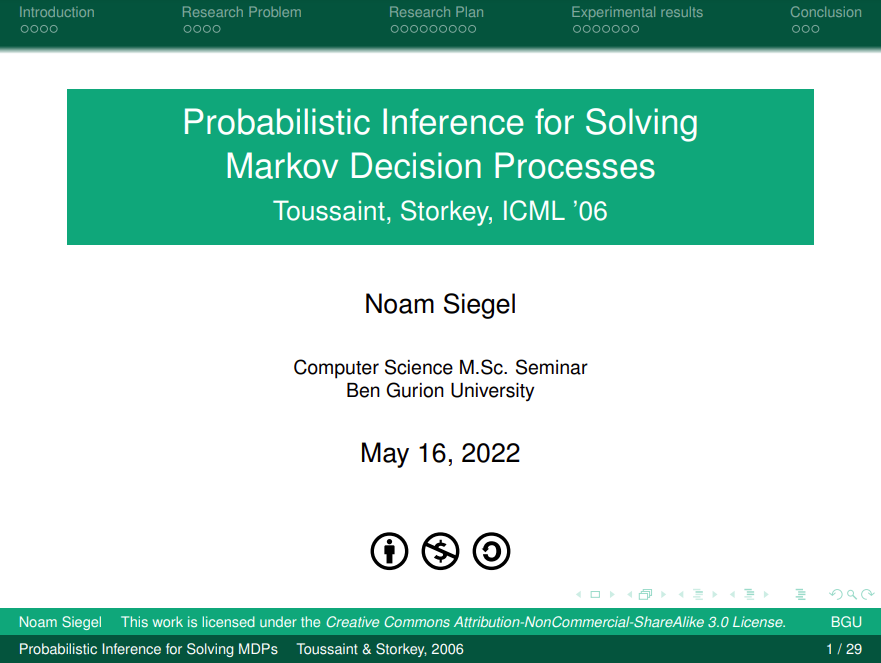 Introduction Research Problem Research Plan Experimental results Conclusion
Probabilistic Inference for Solving
Markov Decision Processes
Toussaint, Storkey, ICML ’06
Noam Siegel
Computer Science M.Sc. Seminar
Ben Gurion University
May 16, 2022
Noam Siegel This work is licensed under the Creative Commons Attribution-NonCommercial-ShareAlike 3.0 License. BGU
Probabilistic Inference for Solving MDPs Toussaint & Storkey, 2006 1 / 29